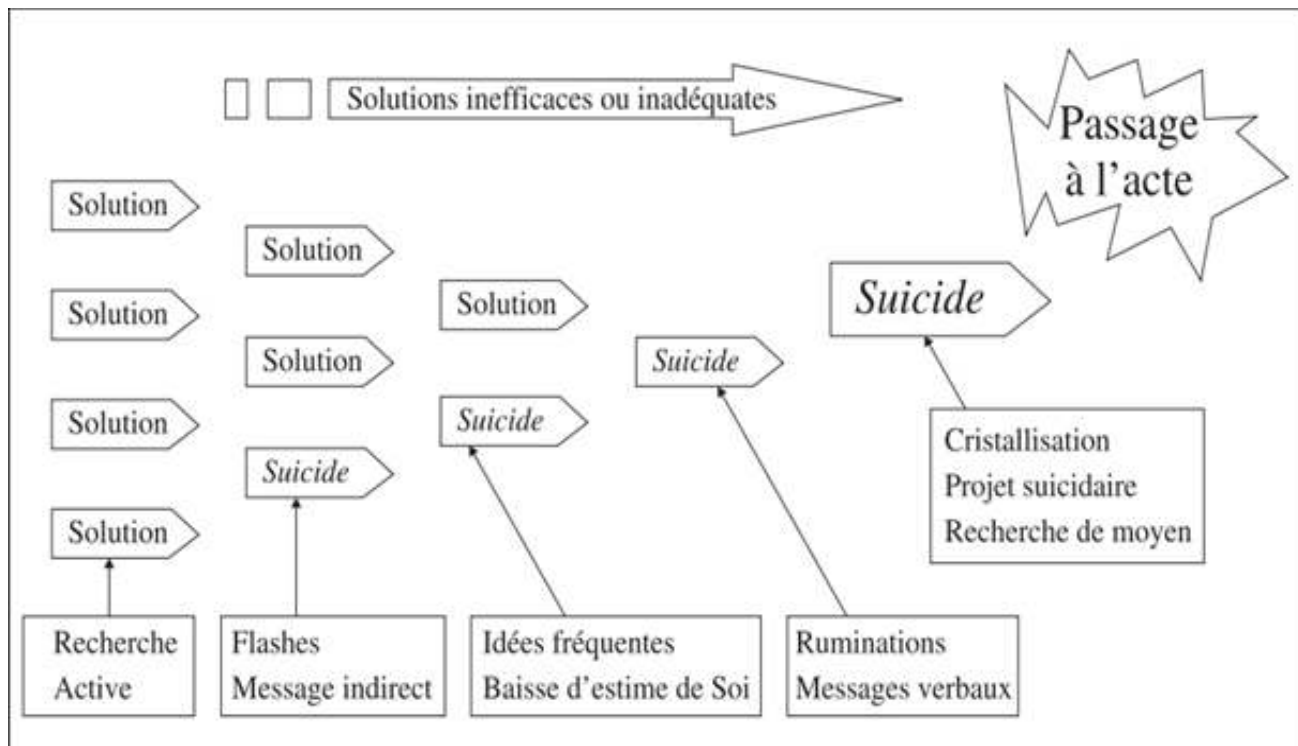 Solutions inefficaces ou inadéquates
Passage
à l'acte
Solution
Solution
Solution
Solution
Solution
Solution
Suicide
Solution
Suicide
Suicide
Suicide
Recherche
Active
Flashes
Message indirect
Idées fréquentes
Baisse d'estime de Soi
Ruminations
Messages verbaux
Cristallisation
Projet suicidaire
Recherche de moyen